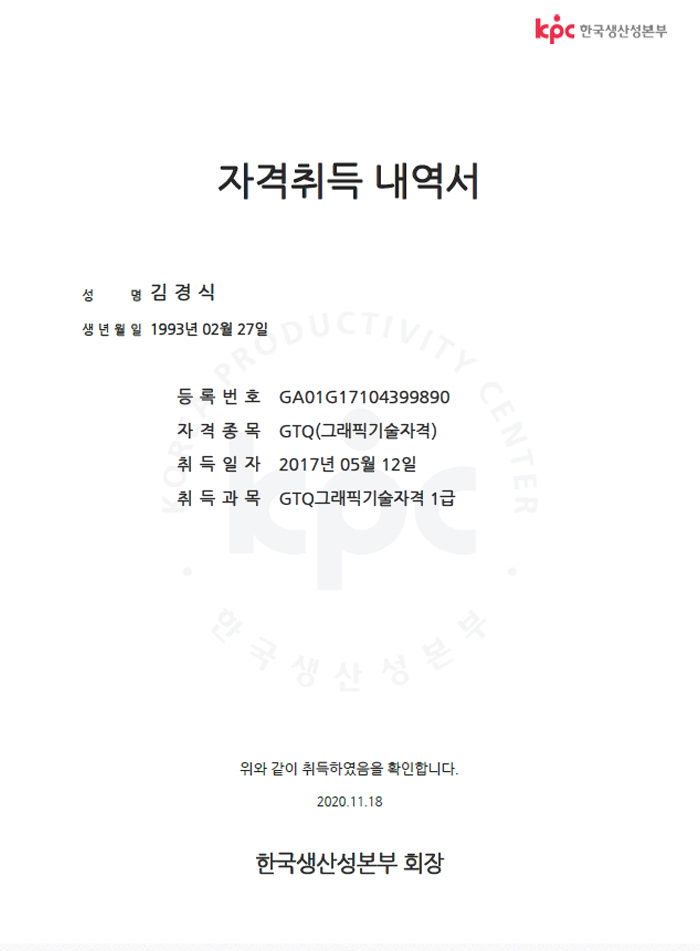 kpc 한국생산성본부
자격취득 내역서
성 명 김 경 식
생 년 월 일 1993년 02월 27일
등 록 번 호 GA01G17104399890
자 격 종 목 GTQ(그래픽기술자격)
취 득 일 자 2017년 05월 12일
취 득 과 목 GTQ그래픽기술자격 1급
KOREA PRODUCTIVITY CENTER
kpc
한국생산성본부
위와 같이 취득하였음을 확인합니다.
2020.11.18
한국생산성본부 회장